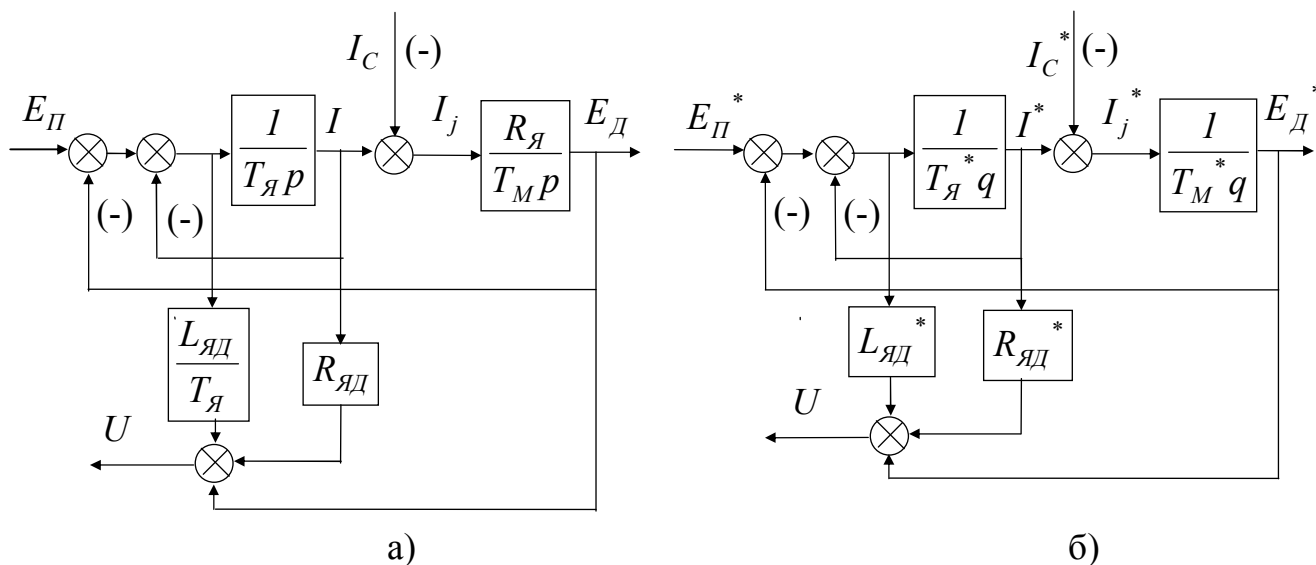 I_C (-)
E_П 1 / T_Я p I I_j R_Я / T_М p E_Д
(-) (-)
L_ЯД / T_Я R_ЯД
U
а)
I_C^* (-)
E_П^* 1 / T_Я^* q I^* I_j^* 1 / T_М^* q E_Д^*
(-) (-)
L_ЯД^* R_ЯД^*
U
б)